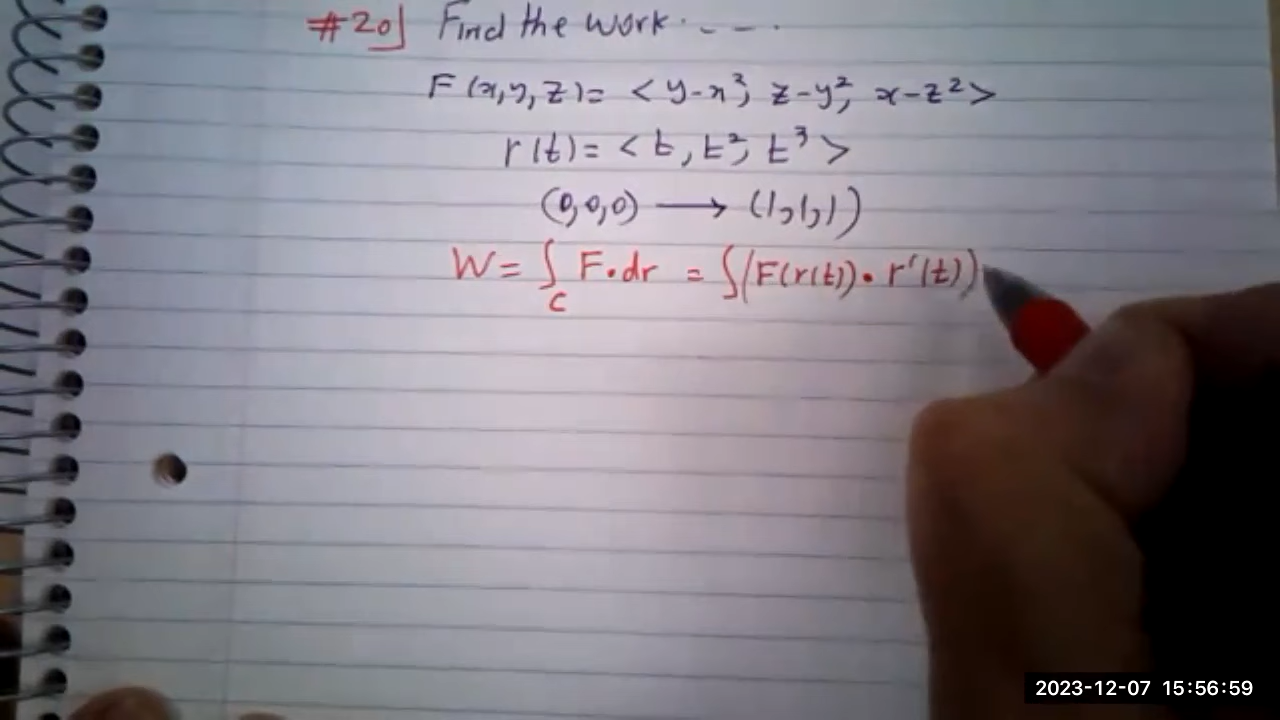 #20] Find the work - - - .
F(x,y,z) = <y-x³, z-y², x-z²>
r(t) = <t, t², t³>
(0,0,0) → (1,1,1)
W = ∫_C F•dr = ∫(F(r(t))•r'(t))
2023-12-07 15:56:59